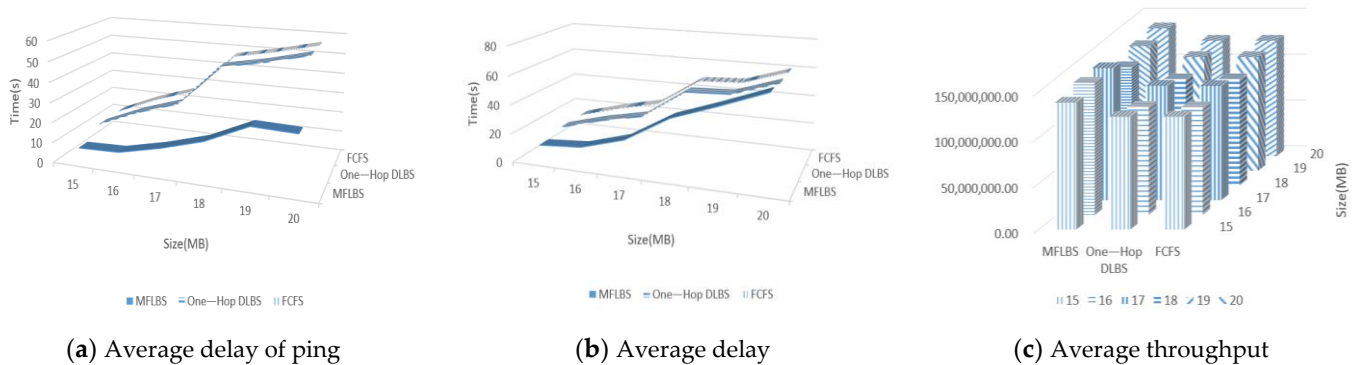 60
50
40
30
20
10
0
Time(s)
15
16
17
18
19
20
FCFS
One—Hop DLBS
MFLBS
Size(MB)
MFLBS
One—Hop DLBS
FCFS
(a) Average delay of ping
80
60
40
20
0
Time(s)
15
16
17
18
19
20
FCFS
One—Hop DLBS
MFLBS
Size(MB)
MFLBS
One—Hop DLBS
FCFS
(b) Average delay
150,000,000.00
100,000,000.00
50,000,000.00
0.00
MFLBS
One—Hop
DLBS
FCFS
15
16
17
18
19
20
Size(MB)
15
16
17
18
19
20
(c) Average throughput